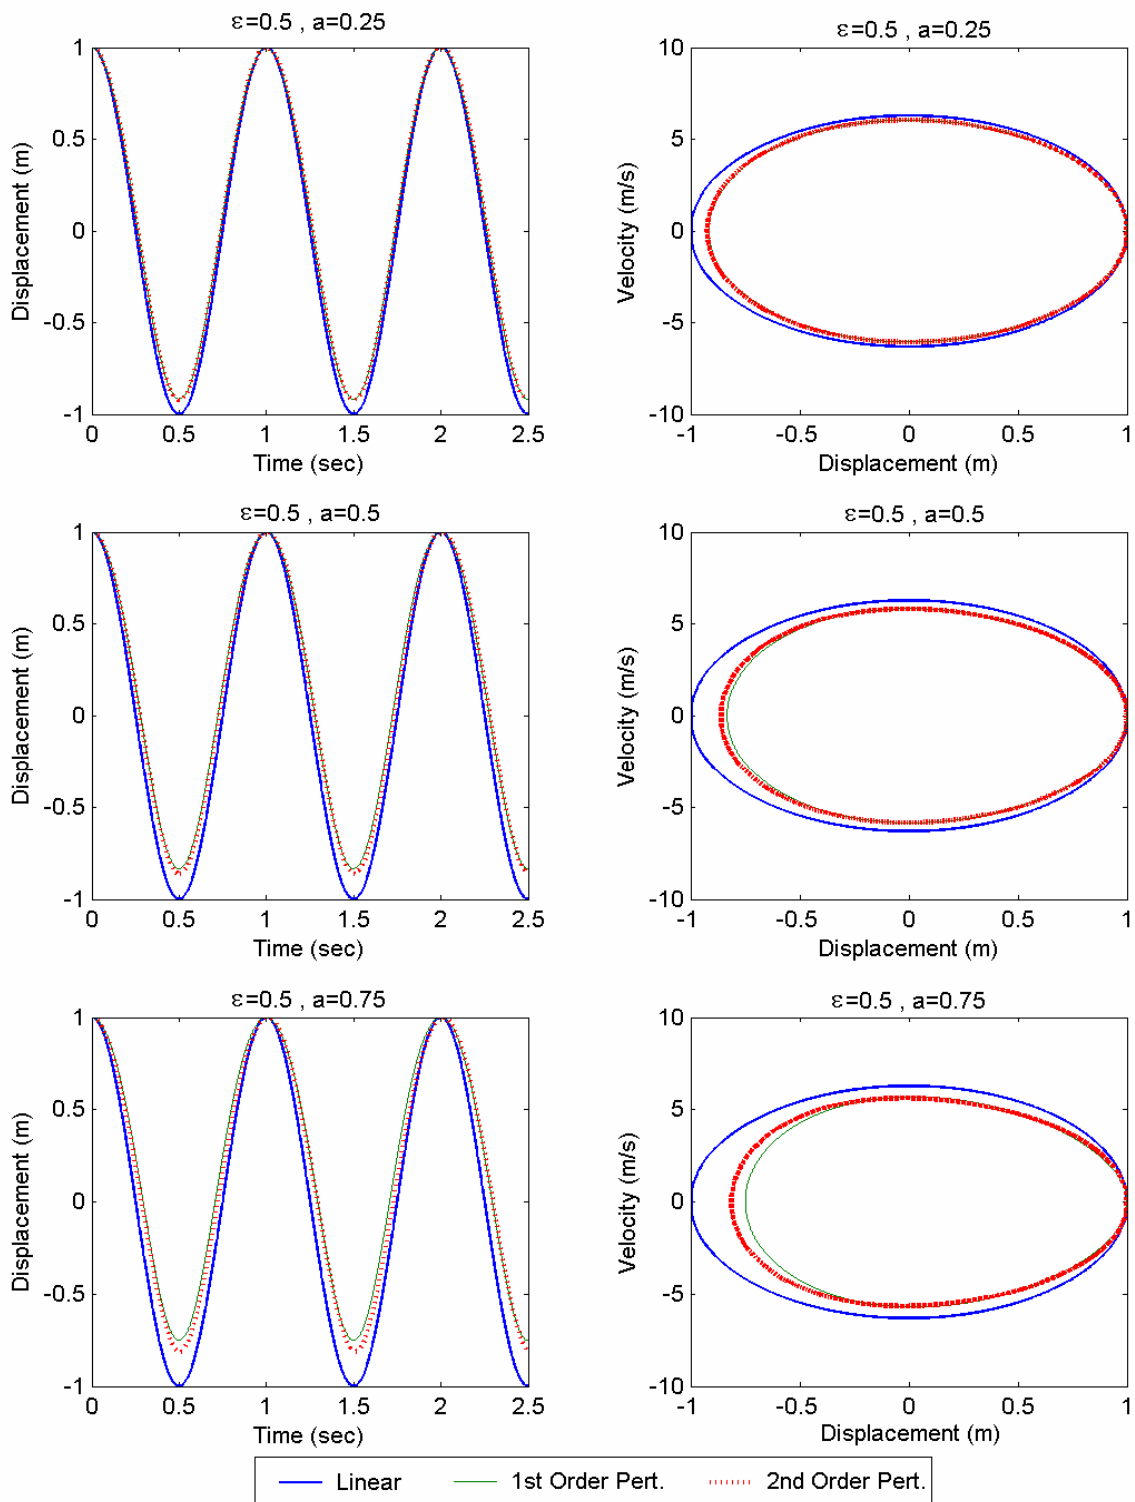 ε=0.5 , a=0.25
1
0.5
0
-0.5
-1
Displacement (m)
0 0.5 1 1.5 2 2.5
Time (sec)
ε=0.5 , a=0.25
10
5
0
-5
-10
Velocity (m/s)
-1 -0.5 0 0.5 1
Displacement (m)
ε=0.5 , a=0.5
1
0.5
0
-0.5
-1
Displacement (m)
0 0.5 1 1.5 2 2.5
Time (sec)
ε=0.5 , a=0.5
10
5
0
-5
-10
Velocity (m/s)
-1 -0.5 0 0.5 1
Displacement (m)
ε=0.5 , a=0.75
1
0.5
0
-0.5
-1
Displacement (m)
0 0.5 1 1.5 2 2.5
Time (sec)
ε=0.5 , a=0.75
10
5
0
-5
-10
Velocity (m/s)
-1 -0.5 0 0.5 1
Displacement (m)
Linear 1st Order Pert. 2nd Order Pert.